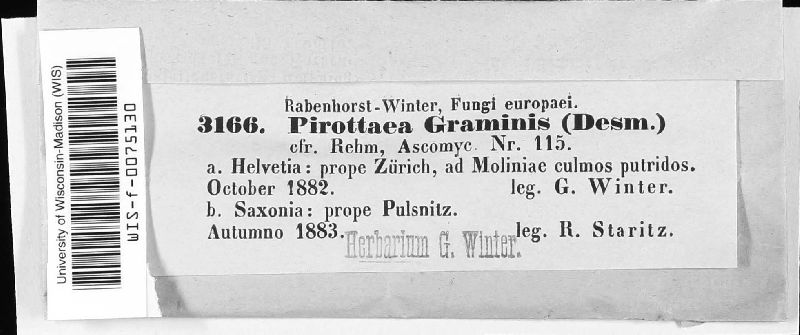 University of Wisconsin-Madison (WIS)
WIS-f-0075130
Rabenhorst-Winter, Fungi europaei.
3166. Pirottaea Graminis (Desm.)
cfr. Rehm, Ascomyc. Nr. 115.
a. Helvetia: prope Zürich, ad Moliniae culmos putridos.
October 1882. leg. G. Winter.
b. Saxonia: prope Pulsnitz.
Autumno 1883. leg. R. Staritz.
Herbarium G. Winter.